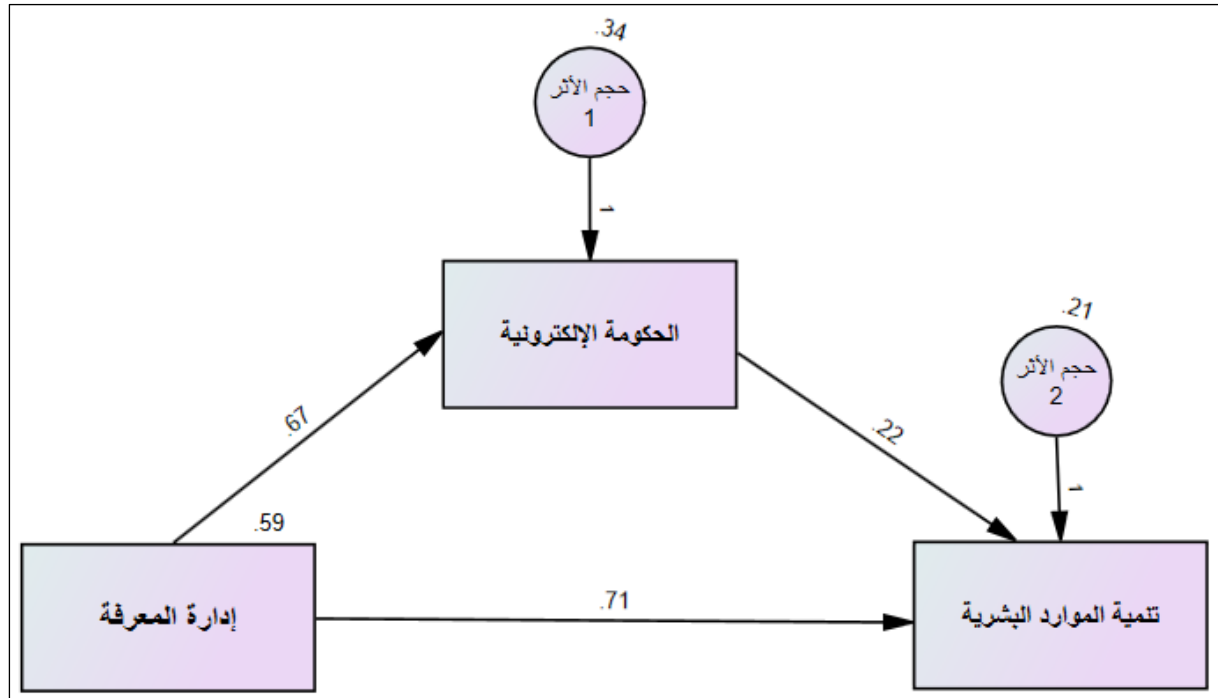 .34
حجم الأثر
1
1
الحكومة الإلكترونية
.21
حجم الأثر
2
1
.67
.22
.59
إدارة المعرفة
.71
تنمية الموارد البشرية